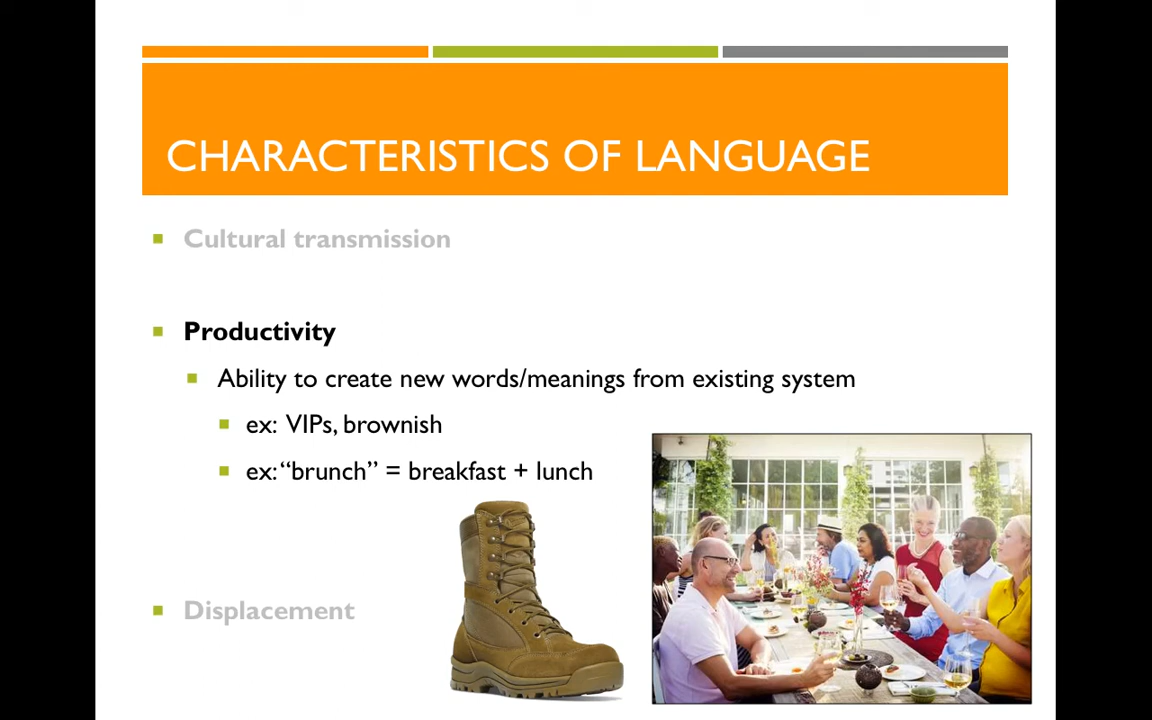 CHARACTERISTICS OF LANGUAGE
Cultural transmission
Productivity
Ability to create new words/meanings from existing system
ex: VIPs, brownish
ex: “brunch” = breakfast + lunch
Displacement